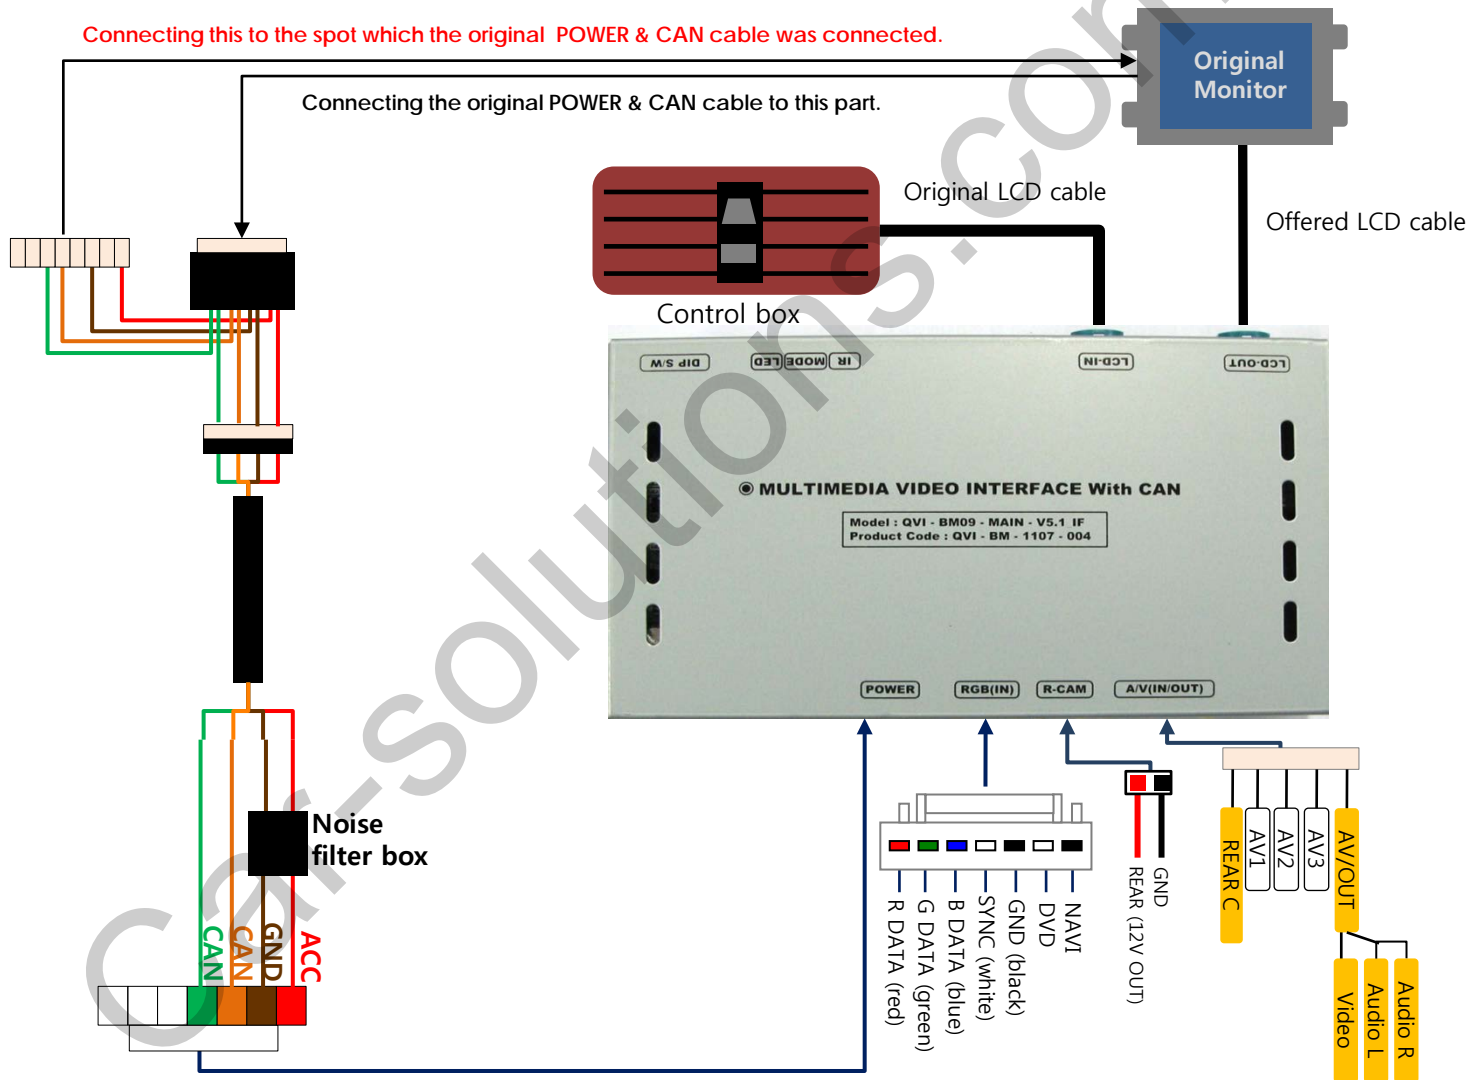 Connecting this to the spot which the original POWER & CAN cable was connected.
Connecting the original POWER & CAN cable to this part.
Original
Monitor
Original LCD cable
Offered LCD cable
Control box
DIP S/W
LED
MODE
IR
LCD-IN
LCD-OUT
MULTIMEDIA VIDEO INTERFACE With CAN
Model : QVI - BM09 - MAIN - V5.1 IF
Product Code : QVI - BM - 1107 - 004
POWER
RGB(IN)
R-CAM
A/V(IN/OUT)
Noise
filter box
CAN
CAN
GND
ACC
R DATA (red)
G DATA (green)
B DATA (blue)
SYNC (white)
GND (black)
DVD
NAVI
REAR (12V OUT)
GND
REAR C
AV1
AV2
AV3
AV/OUT
Video
Audio L
Audio R
Car-solutions.com